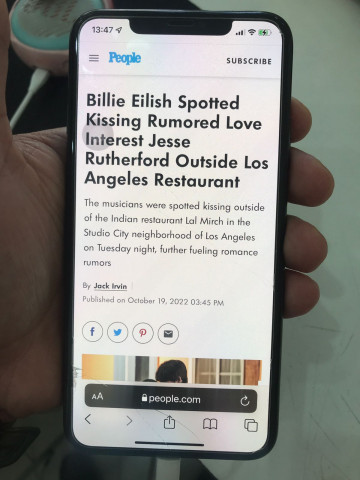 13:47
People
SUBSCRIBE
Billie Eilish Spotted
Kissing Rumored Love
Interest Jesse
Rutherford Outside Los
Angeles Restaurant
The musicians were spotted kissing outside
of the Indian restaurant Lal Mirch in the
Studio City neighborhood of Los Angeles
on Tuesday night, further fueling romance
rumors
By Jack Irvin
Published on October 19, 2022 03:45 PM
AA
people.com